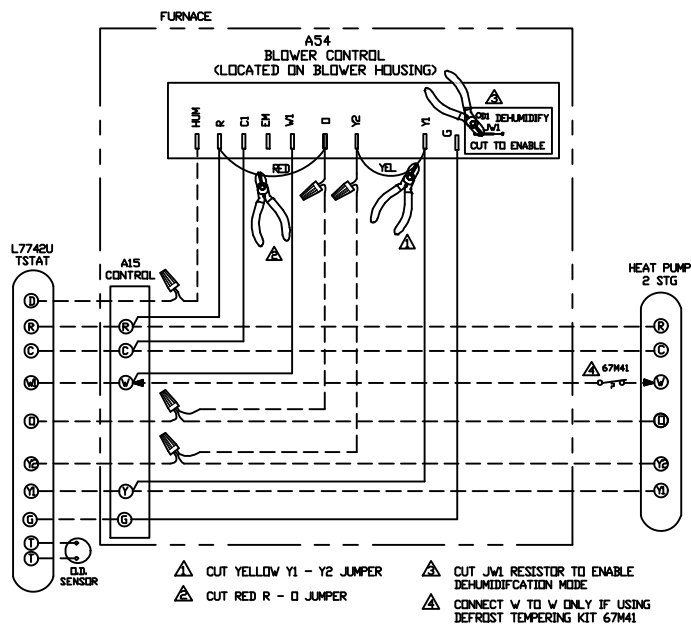 FURNACE
A54
BLOWER CONTROL
(LOCATED ON BLOWER HOUSING)
HUM
R
C1
EM
W1
O
Y2
Y1
G
3
OB1 DEHUMIDIFY
JW1
CUT TO ENABLE
RED
YEL
2
1
L7742U
TSTAT
A15
CONTROL
HEAT PUMP
2 STG
D
R
R
R
C
C
C
W1
W
4
67M41
W
O
O
Y2
Y2
Y1
Y
Y1
G
G
T
T
O.D.
SENSOR
1 CUT YELLOW Y1 - Y2 JUMPER
2 CUT RED R - O JUMPER
3 CUT JW1 RESISTOR TO ENABLE
DEHUMIDIFCATION MODE
4 CONNECT W TO W ONLY IF USING
DEFROST TEMPERING KIT 67M41